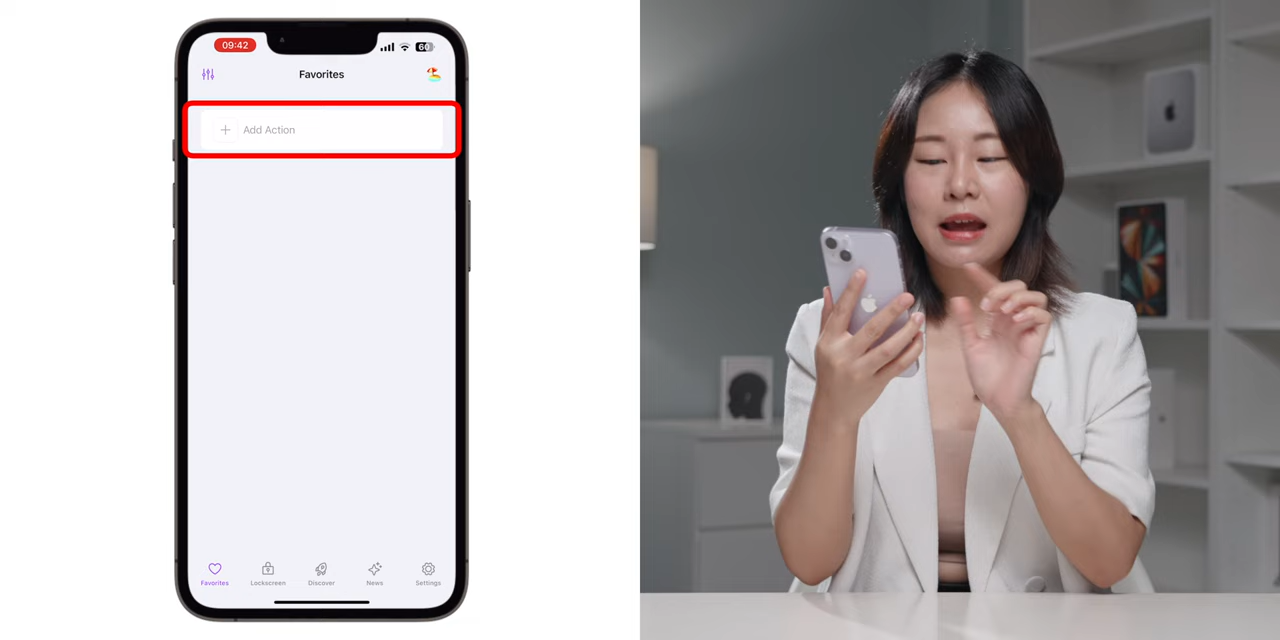 09:42
60
Favorites
Add Action
Favorites
Lockscreen
Discover
News
Settings